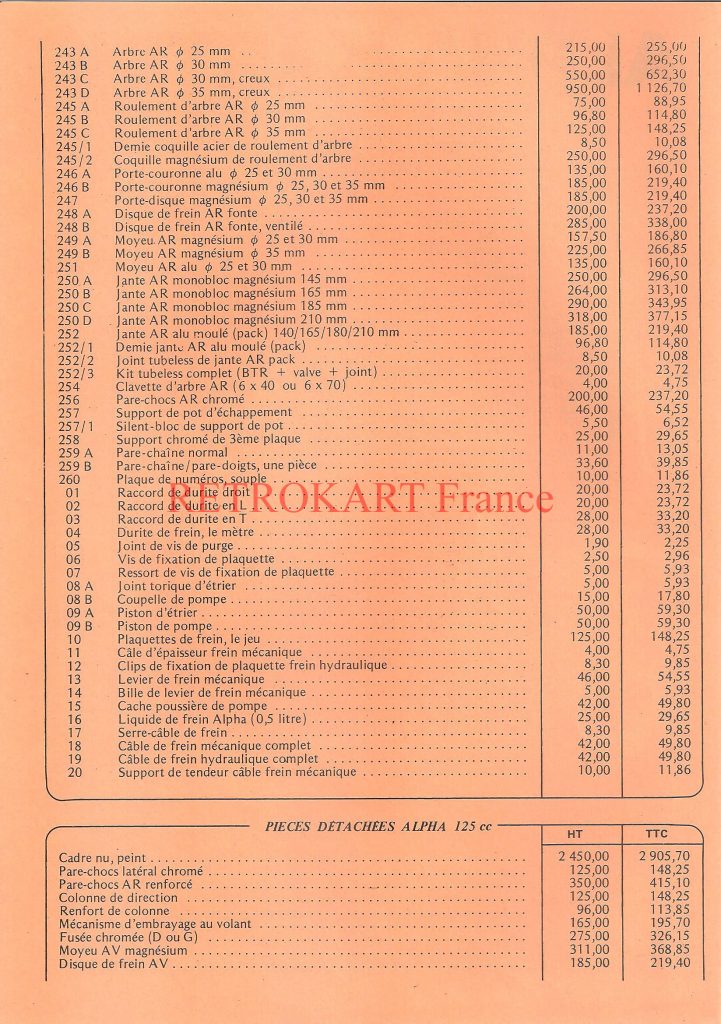 243 A Arbre AR ϕ 25 mm .. 215,00 255,00
243 B Arbre AR ϕ 30 mm 250,00 296,50
243 C Arbre AR ϕ 30 mm, creux 550,00 652,30
243 D Arbre AR ϕ 35 mm, creux 950,00 1 126,70
245 A Roulement d'arbre AR ϕ 25 mm 75,00 88,95
245 B Roulement d'arbre AR ϕ 30 mm 96,80 114,80
245 C Roulement d'arbre AR ϕ 35 mm 125,00 148,25
245/1 Demie coquille acier de roulement d'arbre 8,50 10,08
245/2 Coquille magnésium de roulement d'arbre 250,00 296,50
246 A Porte-couronne alu ϕ 25 et 30 mm 135,00 160,10
246 B Porte-couronne magnésium ϕ 25, 30 et 35 mm 185,00 219,40
247 Porte-disque magnésium ϕ 25, 30 et 35 mm 185,00 219,40
248 A Disque de frein AR fonte 200,00 237,20
248 B Disque de frein AR fonte, ventilé 285,00 338,00
249 A Moyeu AR magnésium ϕ 25 et 30 mm 157,50 186,80
249 B Moyeu AR magnésium ϕ 35 mm 225,00 266,85
251 Moyeu AR alu ϕ 25 et 30 mm 135,00 160,10
250 A Jante AR monobloc magnésium 145 mm 250,00 296,50
250 B Jante AR monobloc magnésium 165 mm 264,00 313,10
250 C Jante AR monobloc magnésium 185 mm 290,00 343,95
250 D Jante AR monobloc magnésium 210 mm 318,00 377,15
252 Jante AR alu moulé (pack) 140/165/180/210 mm 185,00 219,40
252/1 Demie jante AR alu moulé (pack) 96,80 114,80
252/2 Joint tubeless de jante AR pack 8,50 10,08
252/3 Kit tubeless complet (BTR + valve + joint) 20,00 23,72
254 Clavette d'arbre AR (6 x 40 ou 6 x 70) 4,00 4,75
256 Pare-chocs AR chromé 200,00 237,20
257 Support de pot d'échappement 46,00 54,55
257/1 Silent-bloc de support de pot 5,50 6,52
258 Support chromé de 3ème plaque 25,00 29,65
259 A Pare-chaîne normal 11,00 13,05
259 B Pare-chaîne/pare-doigts, une pièce 33,60 39,85
260 Plaque de numéros, souple 10,00 11,86
RETROKART France
01 Raccord de durite droit 20,00 23,72
02 Raccord de durite en L 20,00 23,72
03 Raccord de durite en T 28,00 33,20
04 Durite de frein, le mètre 28,00 33,20
05 Joint de vis de purge 1,90 2,25
06 Vis de fixation de plaquette 2,50 2,96
07 Ressort de vis de fixation de plaquette 5,00 5,93
08 A Joint torique d'étrier 5,00 5,93
08 B Coupelle de pompe 15,00 17,80
09 A Piston d'étrier 50,00 59,30
09 B Piston de pompe 50,00 59,30
10 Plaquettes de frein, le jeu 125,00 148,25
11 Câle d'épaisseur frein mécanique 4,00 4,75
12 Clips de fixation de plaquette frein hydraulique 8,30 9,85
13 Levier de frein mécanique 46,00 54,55
14 Bille de levier de frein mécanique 5,00 5,93
15 Cache poussière de pompe 42,00 49,80
16 Liquide de frein Alpha (0,5 litre) 25,00 29,65
17 Serre-câble de frein 8,30 9,85
18 Câble de frein mécanique complet 42,00 49,80
19 Câble de frein hydraulique complet 42,00 49,80
20 Support de tendeur câble frein mécanique 10,00 11,86
PIECES DÉTACHÉES ALPHA 125 cc
HT TTC
Cadre nu, peint 2 450,00 2 905,70
Pare-chocs latéral chromé 125,00 148,25
Pare-chocs AR renforcé 350,00 415,10
Colonne de direction 125,00 148,25
Renfort de colonne 96,00 113,85
Mécanisme d'embrayage au volant 165,00 195,70
Fusée chromée (D ou G) 275,00 326,15
Moyeu AV magnésium 311,00 368,85
Disque de frein AV 185,00 219,40